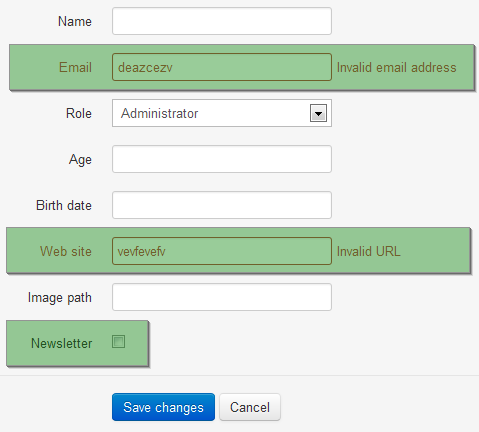 Name
Email deazcezv Invalid email address
Role Administrator
Age
Birth date
Web site vevfevefv Invalid URL
Image path
Newsletter
Save changes Cancel